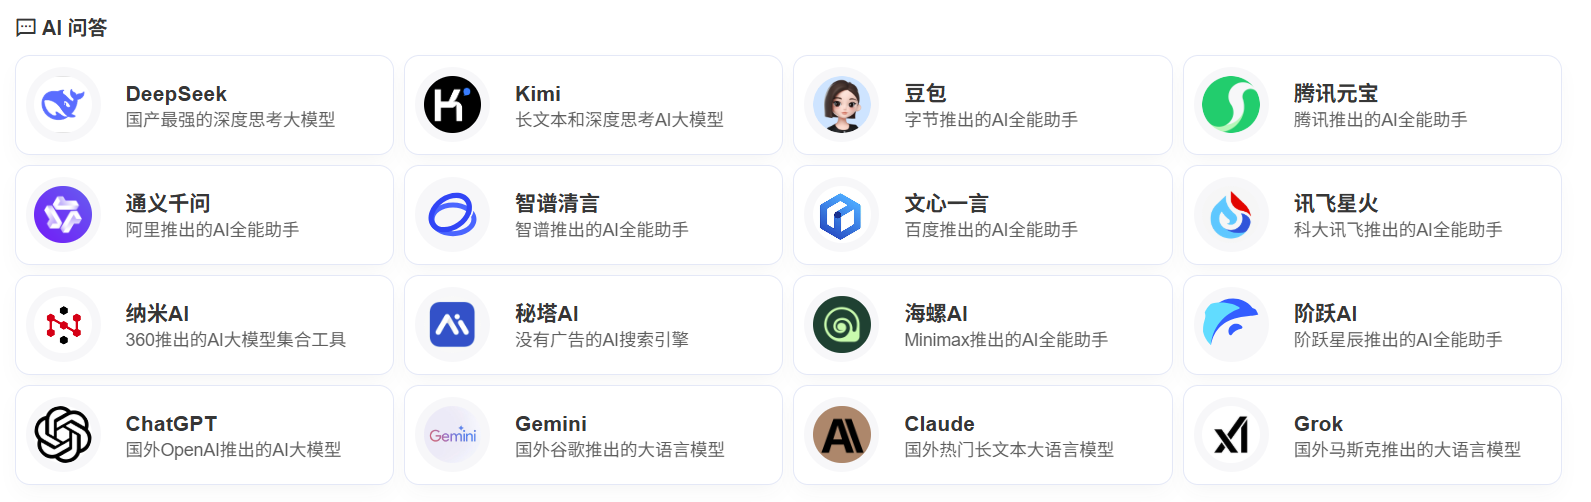 AI 问答
DeepSeek
国产最强的深度思考大模型
Kimi
长文本和深度思考AI大模型
豆包
字节推出的AI全能助手
腾讯元宝
腾讯推出的AI全能助手
通义千问
阿里推出的AI全能助手
智谱清言
智谱推出的AI全能助手
文心一言
百度推出的AI全能助手
讯飞星火
科大讯飞推出的AI全能助手
纳米AI
360推出的AI大模型集合工具
秘塔AI
没有广告的AI搜索引擎
海螺AI
Minimax推出的AI全能助手
阶跃AI
阶跃星辰推出的AI全能助手
ChatGPT
国外OpenAI推出的AI大模型
Gemini
Gemini
国外谷歌推出的大语言模型
Claude
国外热门长文本大语言模型
Grok
国外马斯克推出的大语言模型